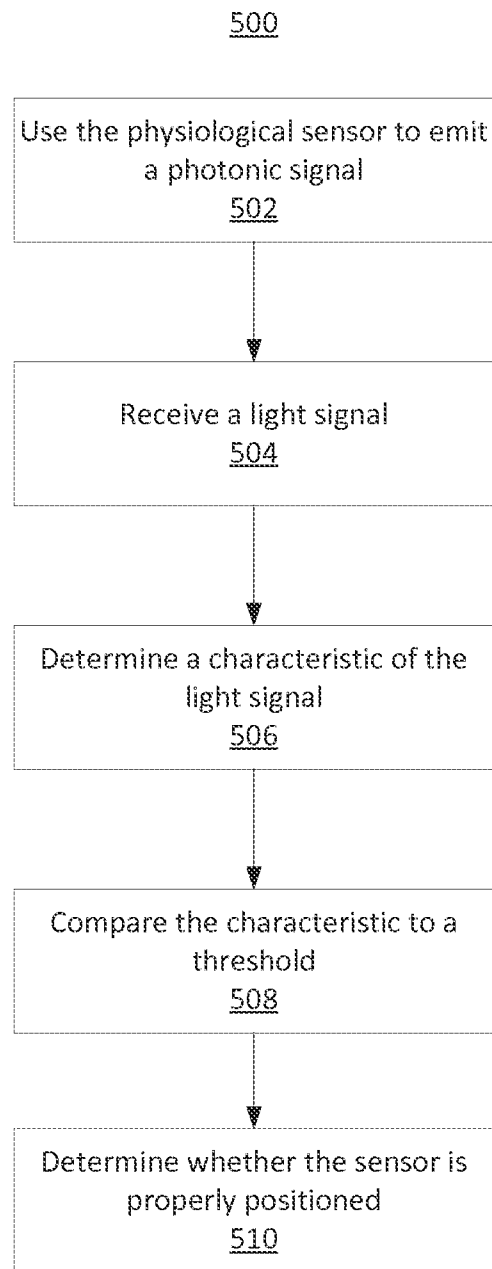 500
Use the physiological sensor to emit
a photonic signal
502
Receive a light signal
504
Determine a characteristic of the
light signal
506
Compare the characteristic to a
threshold
508
Determine whether the sensor is
properly positioned
510